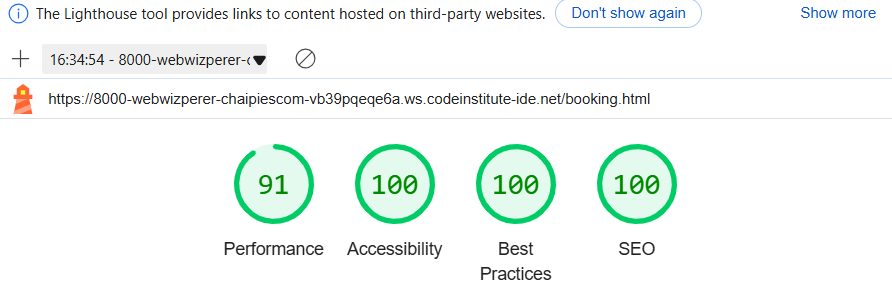 The Lighthouse tool provides links to content hosted on third-party websites. Don't show again Show more
16:34:54 - 8000-webwizperer-c
https://8000-webwizperer-chaipiescom-vb39pqeqe6a.ws.codeinstitute-ide.net/booking.html
91 100 100 100
Performance Accessibility Best Practices SEO